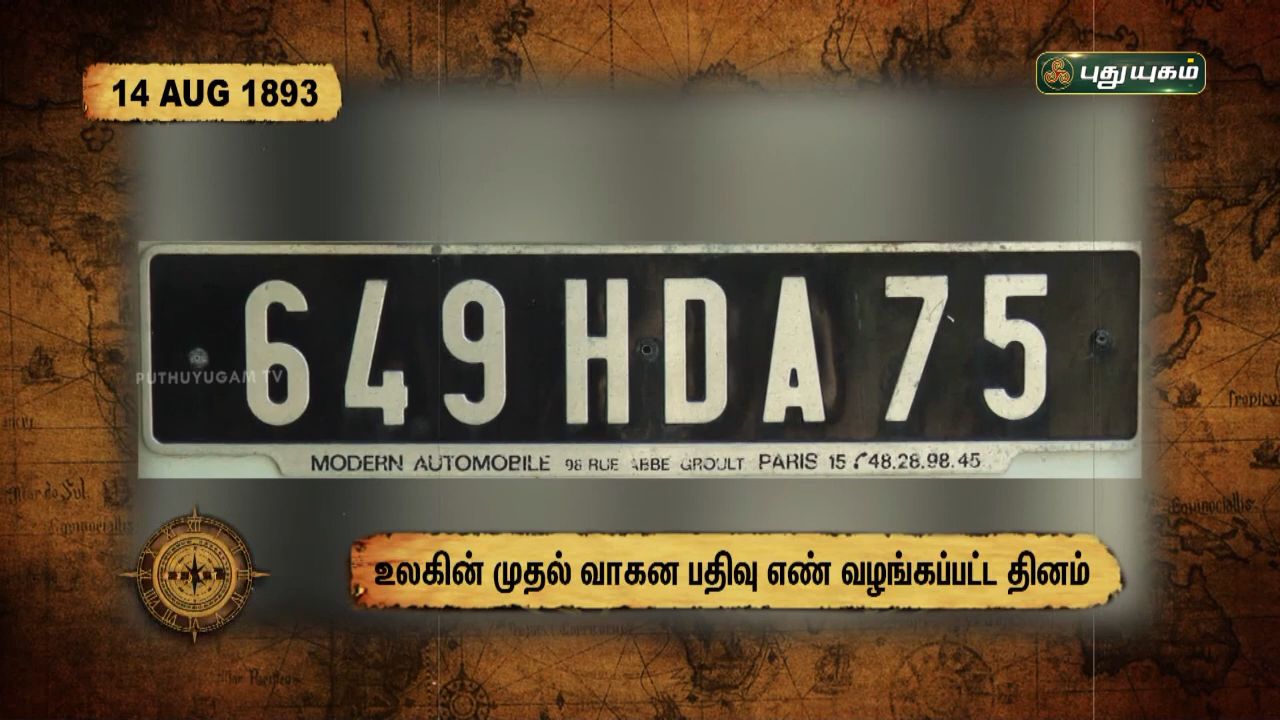 14 AUG 1893
புதுயுகம்
649 HDA 75
PUTHUYUGAM TV
MODERN AUTOMOBILE 98 RUE ABBE GROULT PARIS 15 48.28.98.45
உலகின் முதல் வாகன பதிவு எண் வழங்கப்பட்ட தினம்